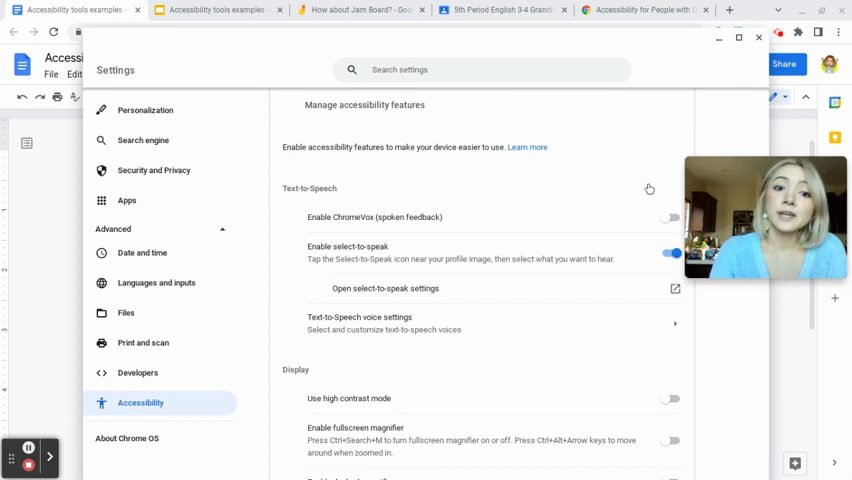 Accessibility tools examples
Accessibility tools examples -
How about Jam Board? - Goo
5th Period English 3-4 Grandi
Accessibility for People with D
Accessi
File
Edit
Share
Settings
Search settings
Personalization
Search engine
Security and Privacy
Apps
Advanced
Date and time
Languages and inputs
Files
Print and scan
Developers
Accessibility
About Chrome OS
Manage accessibility features
Enable accessibility features to make your device easier to use. Learn more
Text-to-Speech
Enable ChromeVox (spoken feedback)
Enable select-to-speak
Tap the Select-to-Speak icon near your profile image, then select what you want to hear.
Open select-to-speak settings
Text-to-Speech voice settings
Select and customize text-to-speech voices
Display
Use high contrast mode
Enable fullscreen magnifier
Press Ctrl+Search+M to turn fullscreen magnifier on or off. Press Ctrl+Alt+Arrow keys to move
around when zoomed in.